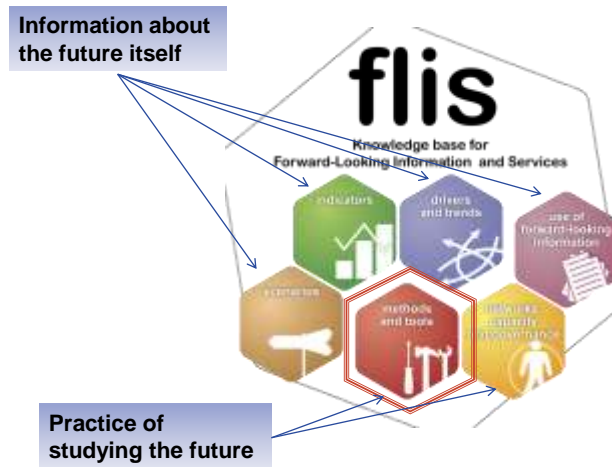 Information about
the future itself
flis
Knowledge base for
Forward-Looking Information and Services
indicators
drivers
and trends
use of
forward-looking
information
scenarios
methods
and tools
capacity
Practice of
studying the future